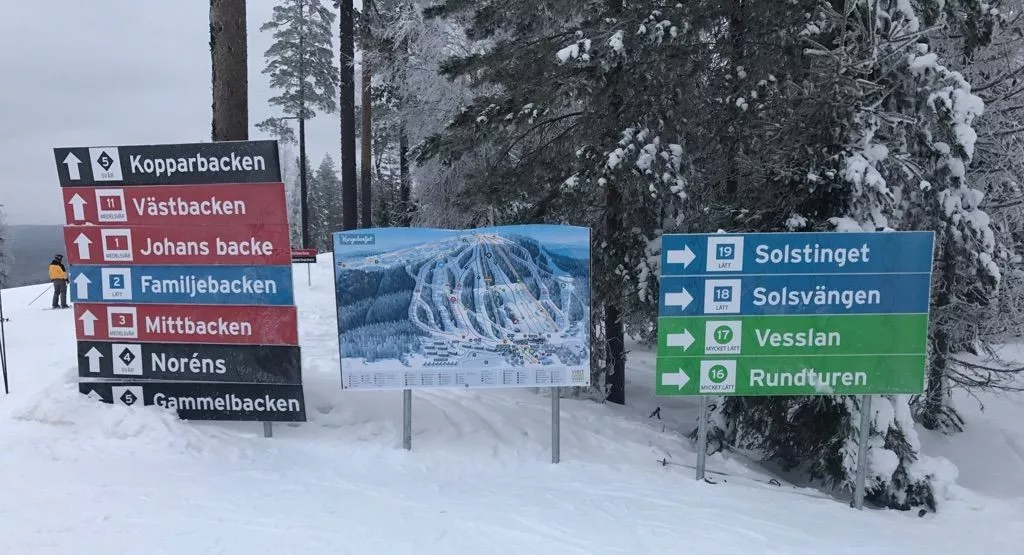 5
SVÅR
Kopparbacken
11
MEDELSVÅR
Västbacken
1
MEDELSVÅR
Johans backe
2
LÄTT
Familjebacken
3
MEDELSVÅR
Mittbacken
4
SVÅR
Noréns
5
Gammelbacken
19
LÄTT
Solstinget
18
LÄTT
Solsvängen
17
MYCKET LÄTT
Vesslan
16
MYCKET LÄTT
Rundturen